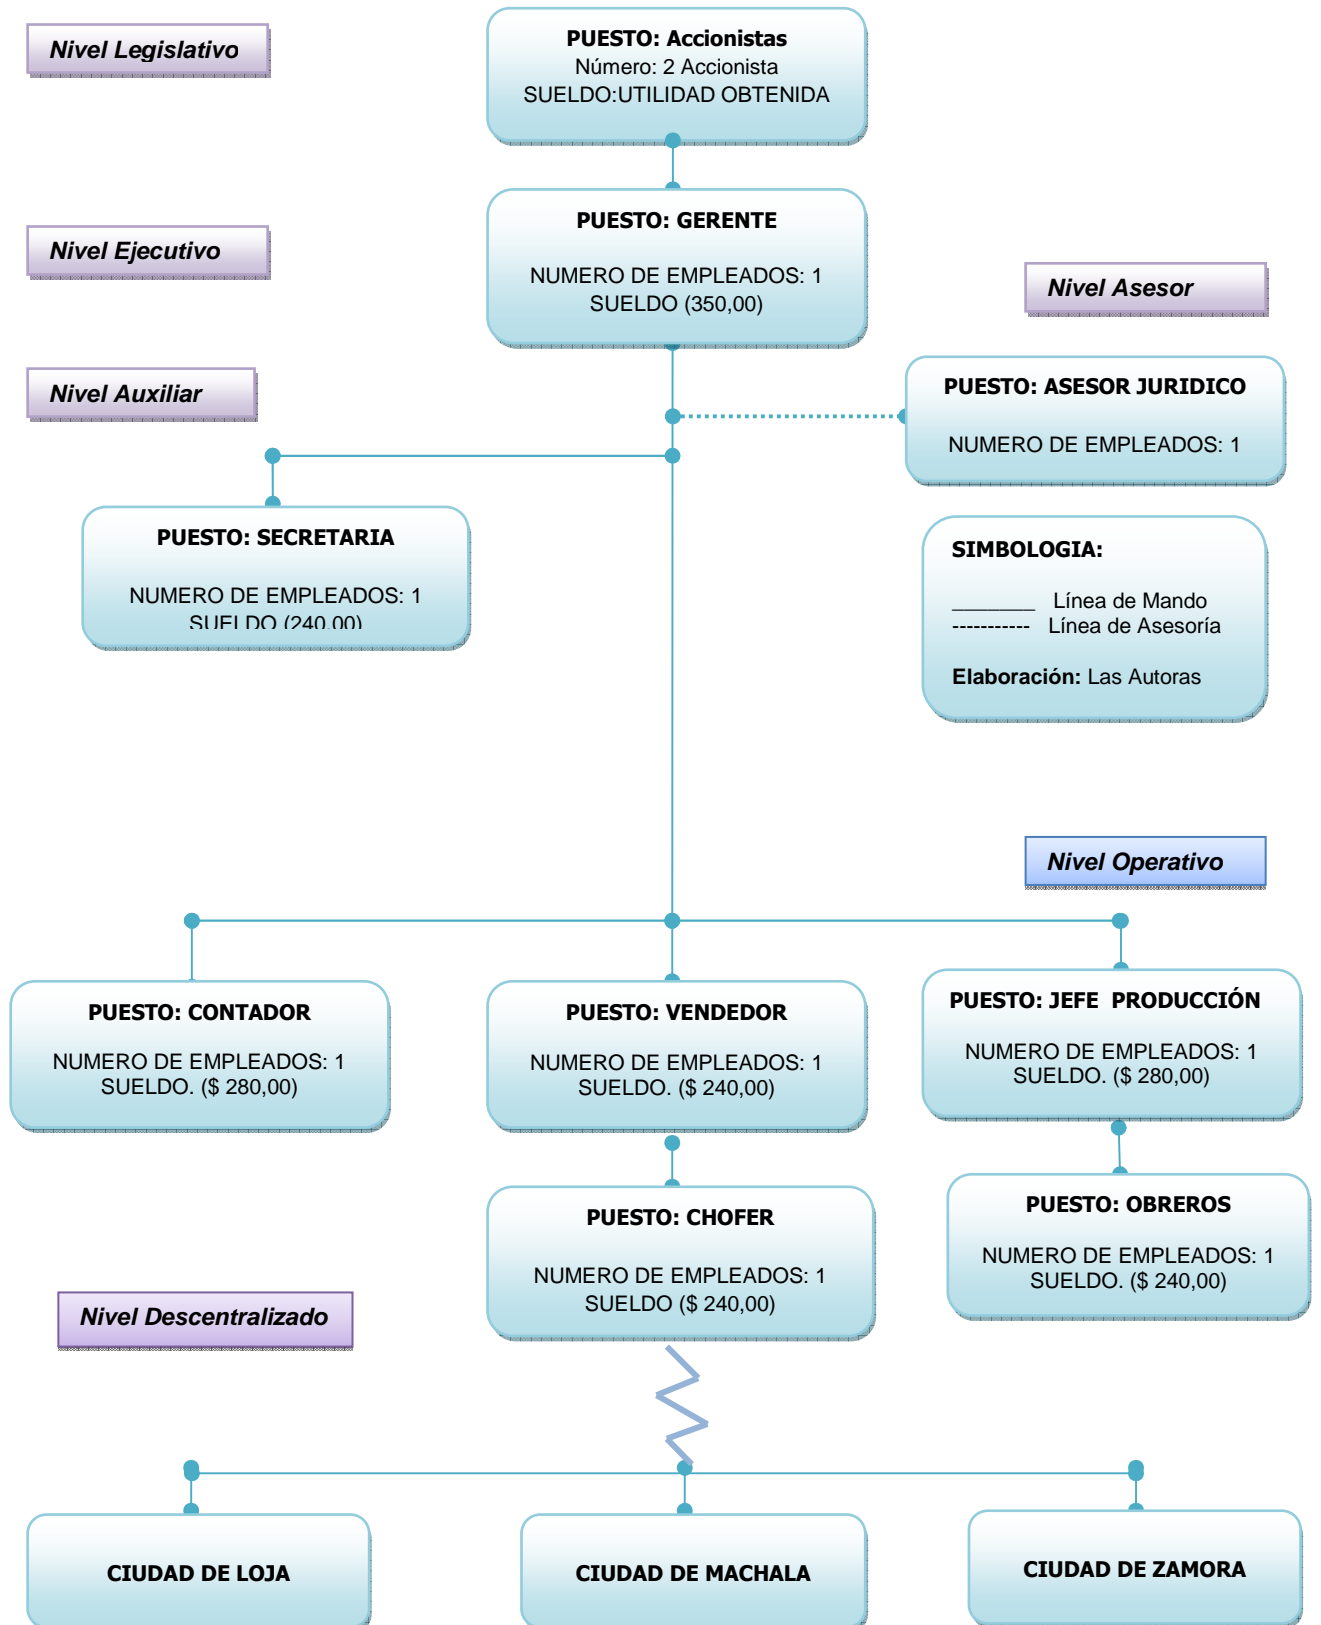 Nivel Legislativo
PUESTO: Accionistas
Número: 2 Accionista
SUELDO:UTILIDAD OBTENIDA
Nivel Ejecutivo
PUESTO: GERENTE
NUMERO DE EMPLEADOS: 1
SUELDO (350,00)
Nivel Asesor
Nivel Auxiliar
PUESTO: ASESOR JURIDICO
NUMERO DE EMPLEADOS: 1
PUESTO: SECRETARIA
NUMERO DE EMPLEADOS: 1
SUELDO (240,00)
SIMBOLOGIA:
_______ Línea de Mando
----------- Línea de Asesoría
Elaboración: Las Autoras
Nivel Operativo
PUESTO: CONTADOR
NUMERO DE EMPLEADOS: 1
SUELDO. ($ 280,00)
PUESTO: VENDEDOR
NUMERO DE EMPLEADOS: 1
SUELDO. ($ 240,00)
PUESTO: JEFE PRODUCCIÓN
NUMERO DE EMPLEADOS: 1
SUELDO. ($ 280,00)
PUESTO: CHOFER
NUMERO DE EMPLEADOS: 1
SUELDO ($ 240,00)
PUESTO: OBREROS
NUMERO DE EMPLEADOS: 1
SUELDO. ($ 240,00)
Nivel Descentralizado
CIUDAD DE LOJA
CIUDAD DE MACHALA
CIUDAD DE ZAMORA